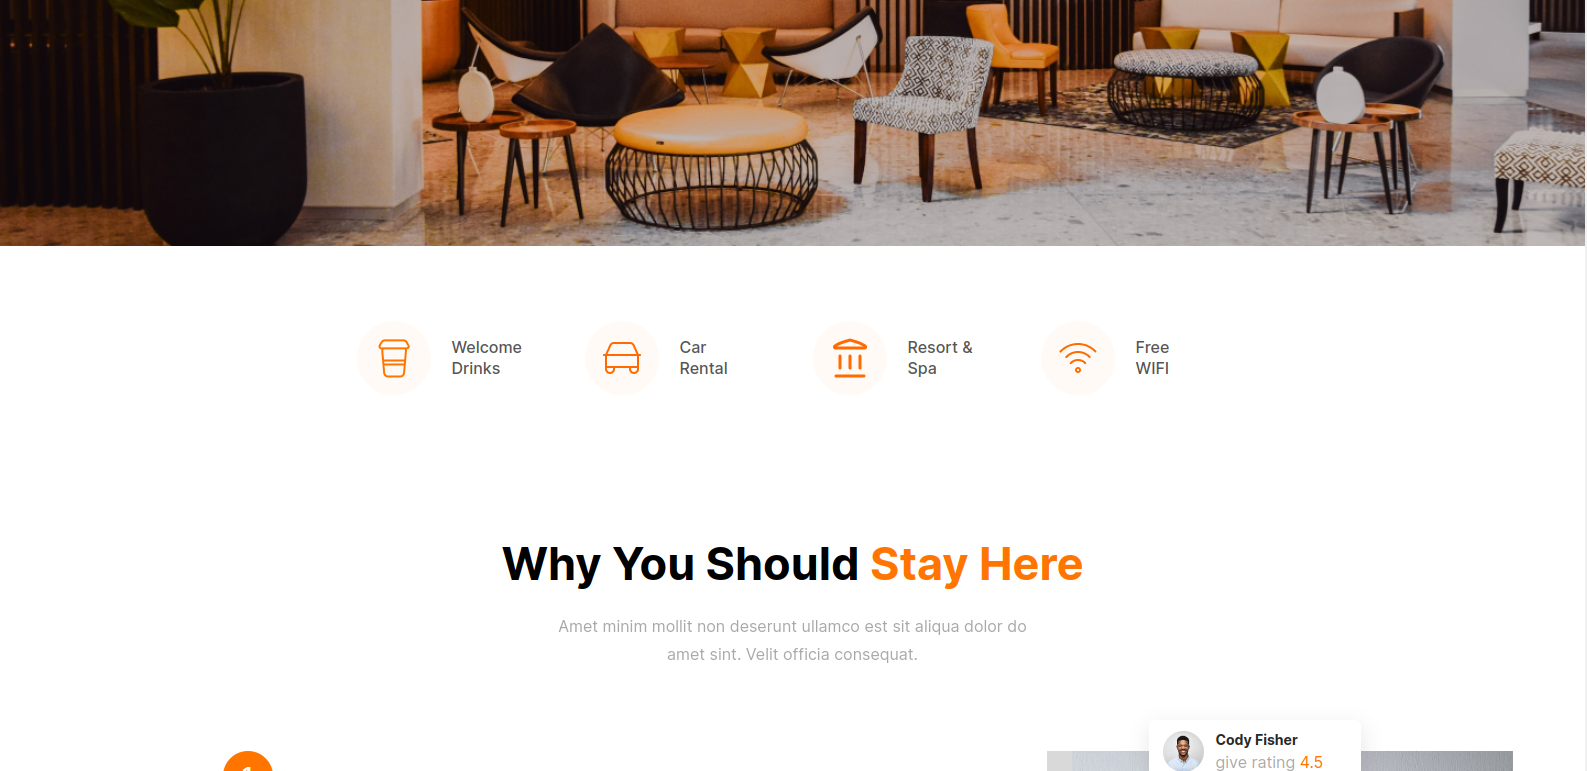 Welcome
Drinks
Car
Rental
Resort &
Spa
Free
WIFI
Why You Should Stay Here
Amet minim mollit non deserunt ullamco est sit aliqua dolor do
amet sint. Velit officia consequat.
Cody Fisher
give rating 4.5